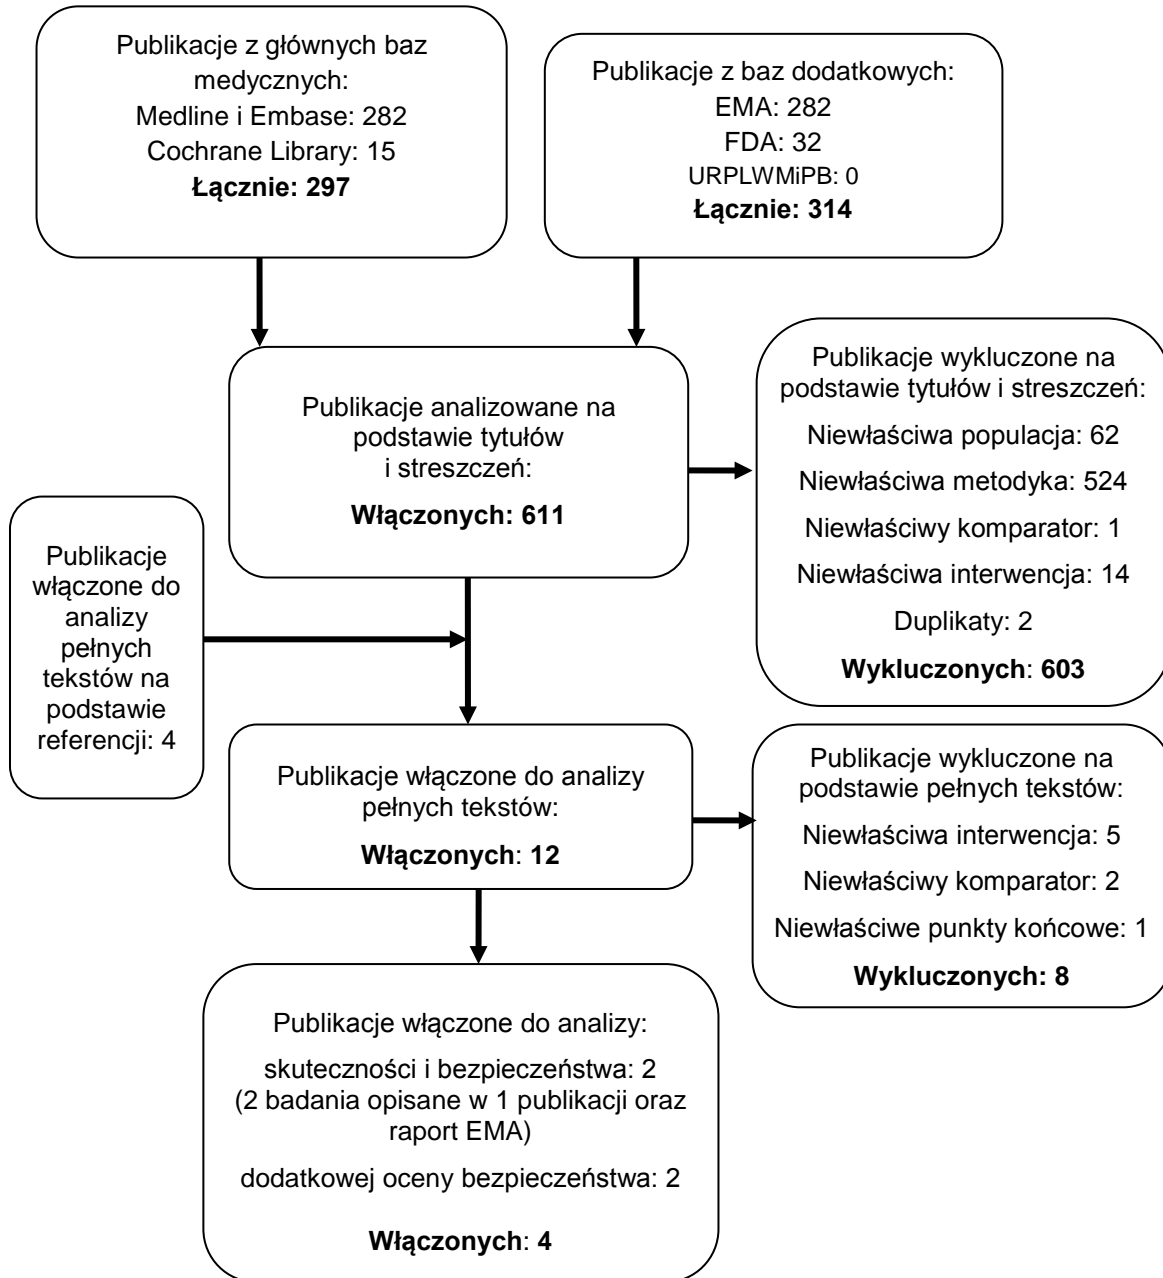 Publikacje z głównych baz
medycznych:
Medline i Embase: 282
Cochrane Library: 15
Łącznie: 297
Publikacje z baz dodatkowych:
EMA: 282
FDA: 32
URPLWMiPB: 0
Łącznie: 314
Publikacje analizowane na
podstawie tytułów
i streszczeń:
Włączonych: 611
Publikacje wykluczone na
podstawie tytułów i streszczeń:
Niewłaściwa populacja: 62
Niewłaściwa metodyka: 524
Niewłaściwy komparator: 1
Niewłaściwa interwencja: 14
Duplikaty: 2
Wykluczonych: 603
Publikacje
włączone do
analizy
pełnych
tekstów na
podstawie
referencji: 4
Publikacje włączone do analizy
pełnych tekstów:
Włączonych: 12
Publikacje wykluczone na
podstawie pełnych tekstów:
Niewłaściwa interwencja: 5
Niewłaściwy komparator: 2
Niewłaściwe punkty końcowe: 1
Wykluczonych: 8
Publikacje włączone do analizy:
skuteczności i bezpieczeństwa: 2
(2 badania opisane w 1 publikacji oraz
raport EMA)
dodatkowej oceny bezpieczeństwa: 2
Włączonych: 4